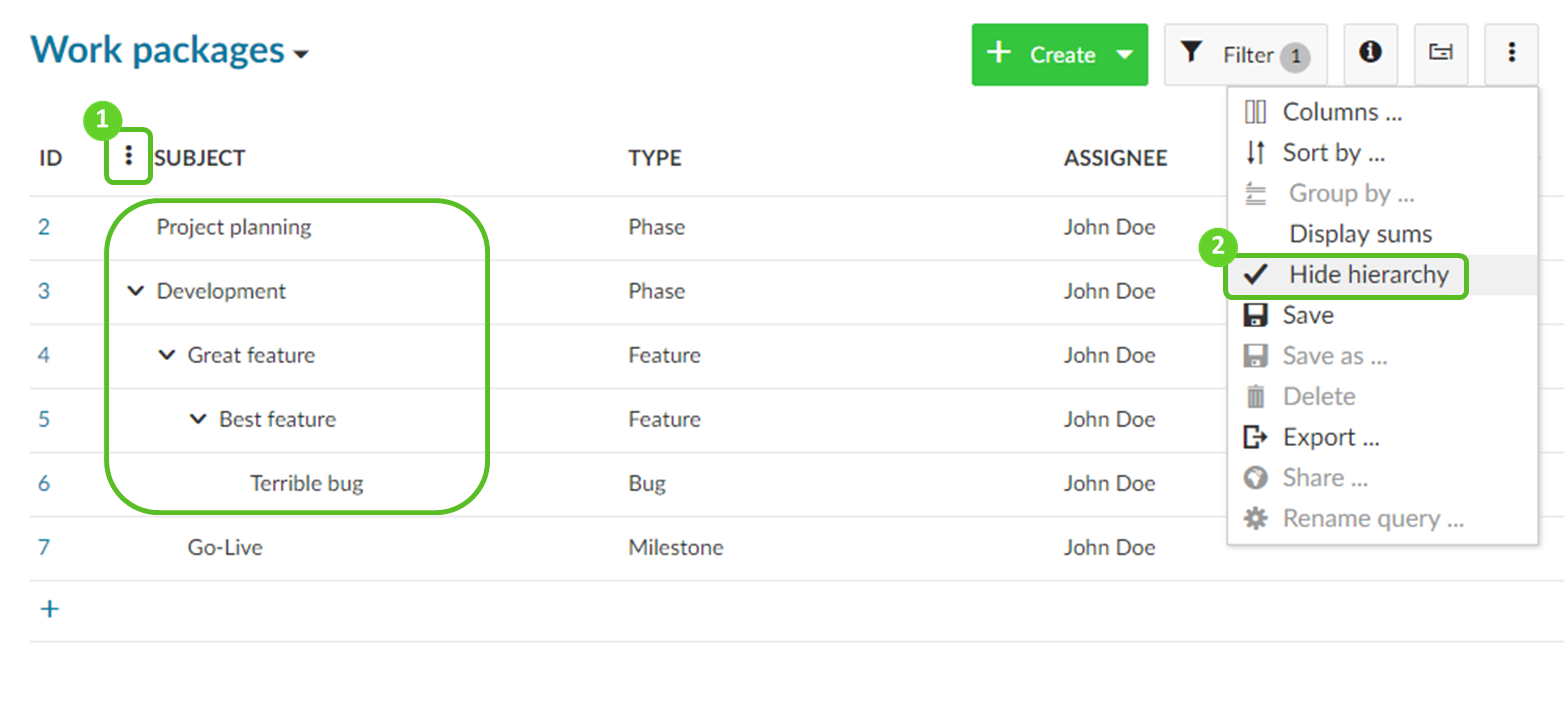 Work packages
Create
Filter 1
1
ID SUBJECT TYPE ASSIGNEE
2 Project planning Phase John Doe
3 Development Phase John Doe
4 Great feature Feature John Doe
5 Best feature Feature John Doe
6 Terrible bug Bug John Doe
7 Go-Live Milestone John Doe
+
Columns ...
Sort by ...
Group by ...
Display sums
2
Hide hierarchy
Save
Save as ...
Delete
Export ...
Share ...
Rename query ...